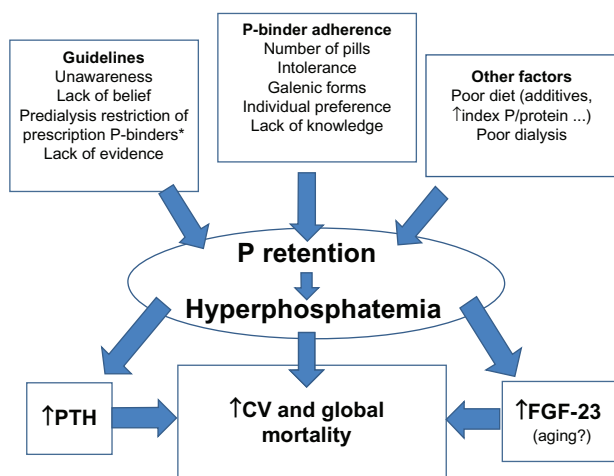 Guidelines
Unawareness
Lack of belief
Predialysis restriction of
prescription P-binders*
Lack of evidence
P-binder adherence
Number of pills
Intolerance
Galenic forms
Individual preference
Lack of knowledge
Other factors
Poor diet (additives,
↑index P/protein ...)
Poor dialysis
P retention
Hyperphosphatemia
↑PTH
↑CV and global
mortality
↑FGF-23
(aging?)